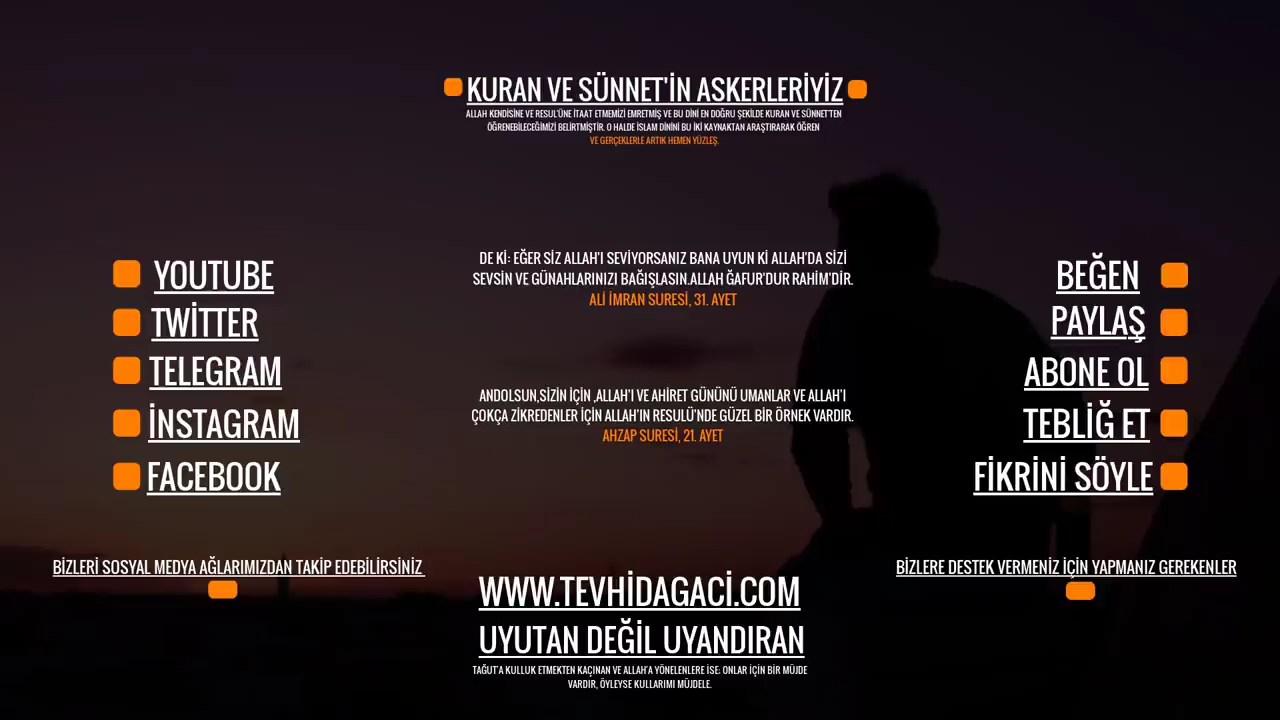 KURAN VE SÜNNET'İN ASKERLERİYİZ
ALLAH KENDİSİNE VE RESUL'ÜNE İTAAT ETMEMİZİ EMRETMİŞ VE BU DİNİ EN DOĞRU ŞEKİLDE KURAN VE SÜNNET'TEN
ÖĞRENEBİLECEĞİMİZİ BELİRTMİŞTİR. O HALDE İSLAM DİNİNİ BU İKİ KAYNAKTAN ARAŞTIRARAK ÖĞREN
VE GERÇEKLERLE ARTIK HEMEN YÜZLEŞ.
YOUTUBE
TWİTTER
TELEGRAM
İNSTAGRAM
FACEBOOK
BİZLERİ SOSYAL MEDYA AĞLARIMIZDAN TAKİP EDEBİLİRSİNİZ
DE Kİ: EĞER SİZ ALLAH'I SEVİYORSANIZ BANA UYUN Kİ ALLAH'DA SİZİ
SEVSİN VE GÜNAHLARINIZI BAĞIŞLASIN.ALLAH ĞAFUR'DUR RAHİM'DİR.
ALİ İMRAN SURESİ, 31. AYET
ANDOLSUN,SİZİN İÇİN ,ALLAH'I VE AHİRET GÜNÜNÜ UMANLAR VE ALLAH'I
ÇOKÇA ZİKREDENLER İÇİN ALLAH'IN RESULÜ'NDE GÜZEL BİR ÖRNEK VARDIR.
AHZAP SURESİ, 21. AYET
BEĞEN
PAYLAŞ
ABONE OL
TEBLİĞ ET
FİKRİNİ SÖYLE
BİZLERE DESTEK VERMENİZ İÇİN YAPMANIZ GEREKENLER
WWW.TEVHİDAGACİ.COM
UYUTAN DEĞİL UYANDIRAN
TAĞUT'A KULLUK ETMEKTEN KAÇINAN VE ALLAH'A YÖNELENLERE İSE; ONLAR İÇİN BİR MÜJDE
VARDIR, ÖYLEYSE KULLARIMI MÜJDELE.